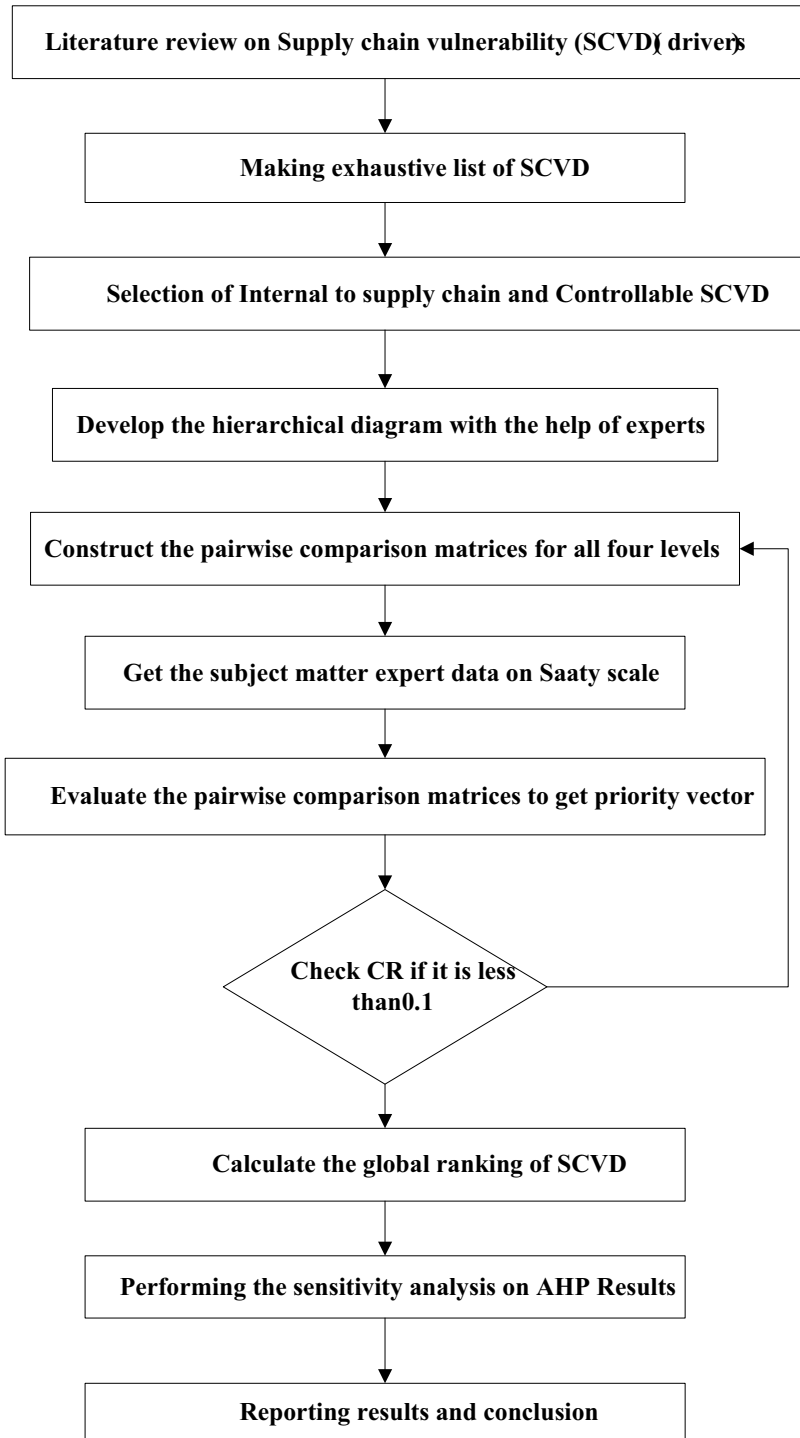 Literature review on Supply chain vulnerability (SCVD) (drivers)
Making exhaustive list of SCVD
Selection of Internal to supply chain and Controllable SCVD
Develop the hierarchical diagram with the help of experts
Construct the pairwise comparison matrices for all four levels
Get the subject matter expert data on Saaty scale
Evaluate the pairwise comparison matrices to get priority vector
Check CR if it is less
than0.1
Calculate the global ranking of SCVD
Performing the sensitivity analysis on AHP Results
Reporting results and conclusion